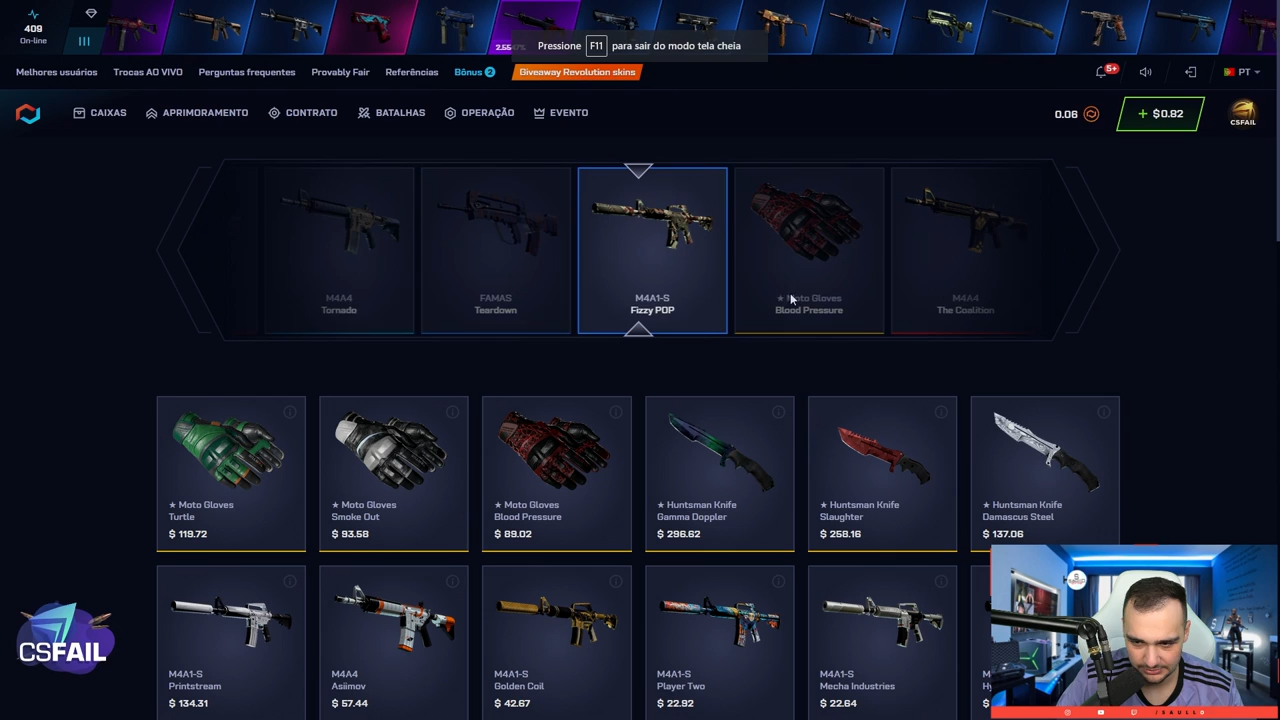 409
On-line
2.55
Pressione F11 para sair do modo tela cheia
Melhores usuários
Trocas AO VIVO
Perguntas frequentes
Provably Fair
Referências
Bônus 2
Giveaway Revolution skins
5+
PT
CAIXAS
APRIMORAMENTO
CONTRATO
BATALHAS
OPERAÇÃO
EVENTO
0.06
+ $0.82
CSFAIL
M4A4
Tornado
FAMAS
Teardown
M4A1-S
Fizzy POP
★ Moto Gloves
Blood Pressure
M4A4
The Coalition
★ Moto Gloves
Turtle
$ 119.72
★ Moto Gloves
Smoke Out
$ 93.58
★ Moto Gloves
Blood Pressure
$ 89.02
★ Huntsman Knife
Gamma Doppler
$ 296.62
★ Huntsman Knife
Slaughter
$ 258.16
★ Huntsman Knife
Damascus Steel
$ 137.06
M4A1-S
Printstream
$ 134.31
M4A4
Asiimov
$ 57.44
M4A1-S
Golden Coil
$ 42.67
M4A1-S
Player Two
$ 22.92
M4A1-S
Mecha Industries
$ 22.64
CSFAIL
/SAULLO